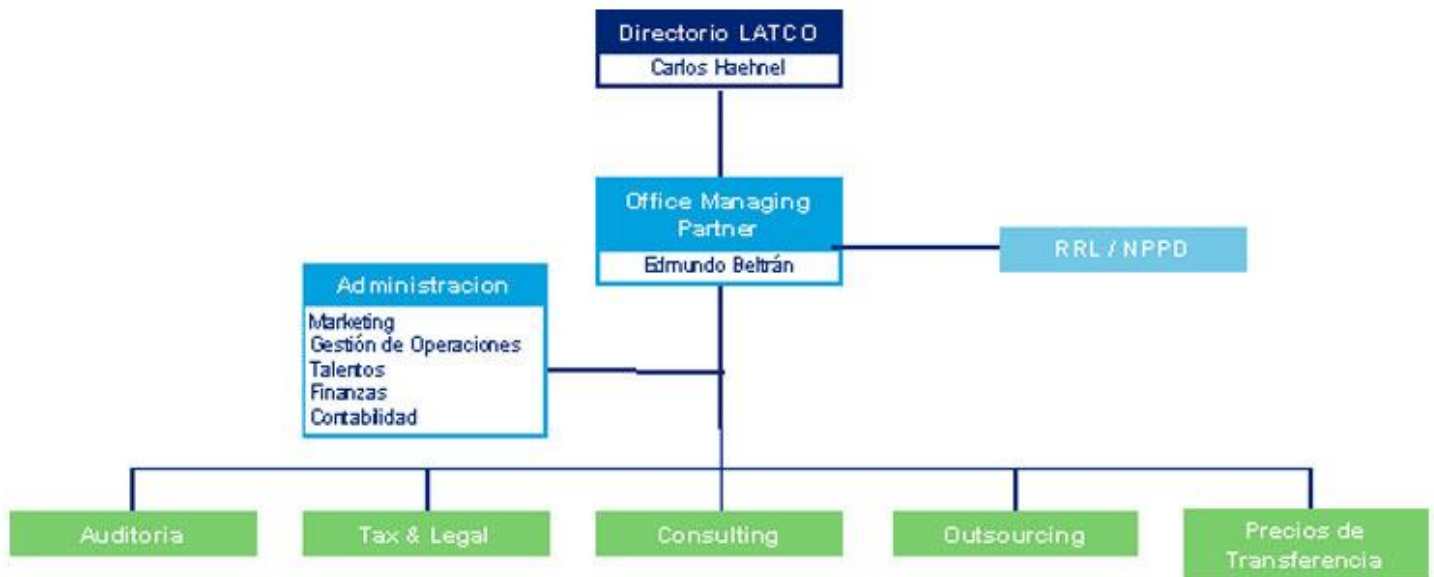 Directorio LATCO
Carlos Haehnel
Office Managing
Partner
Edmundo Beltrán
RRL / NPPD
Administracion
Marketing
Gestión de Operaciones
Talentos
Finanzas
Contabilidad
Auditoria
Tax & Legal
Consulting
Outsourcing
Precios de
Transferencia